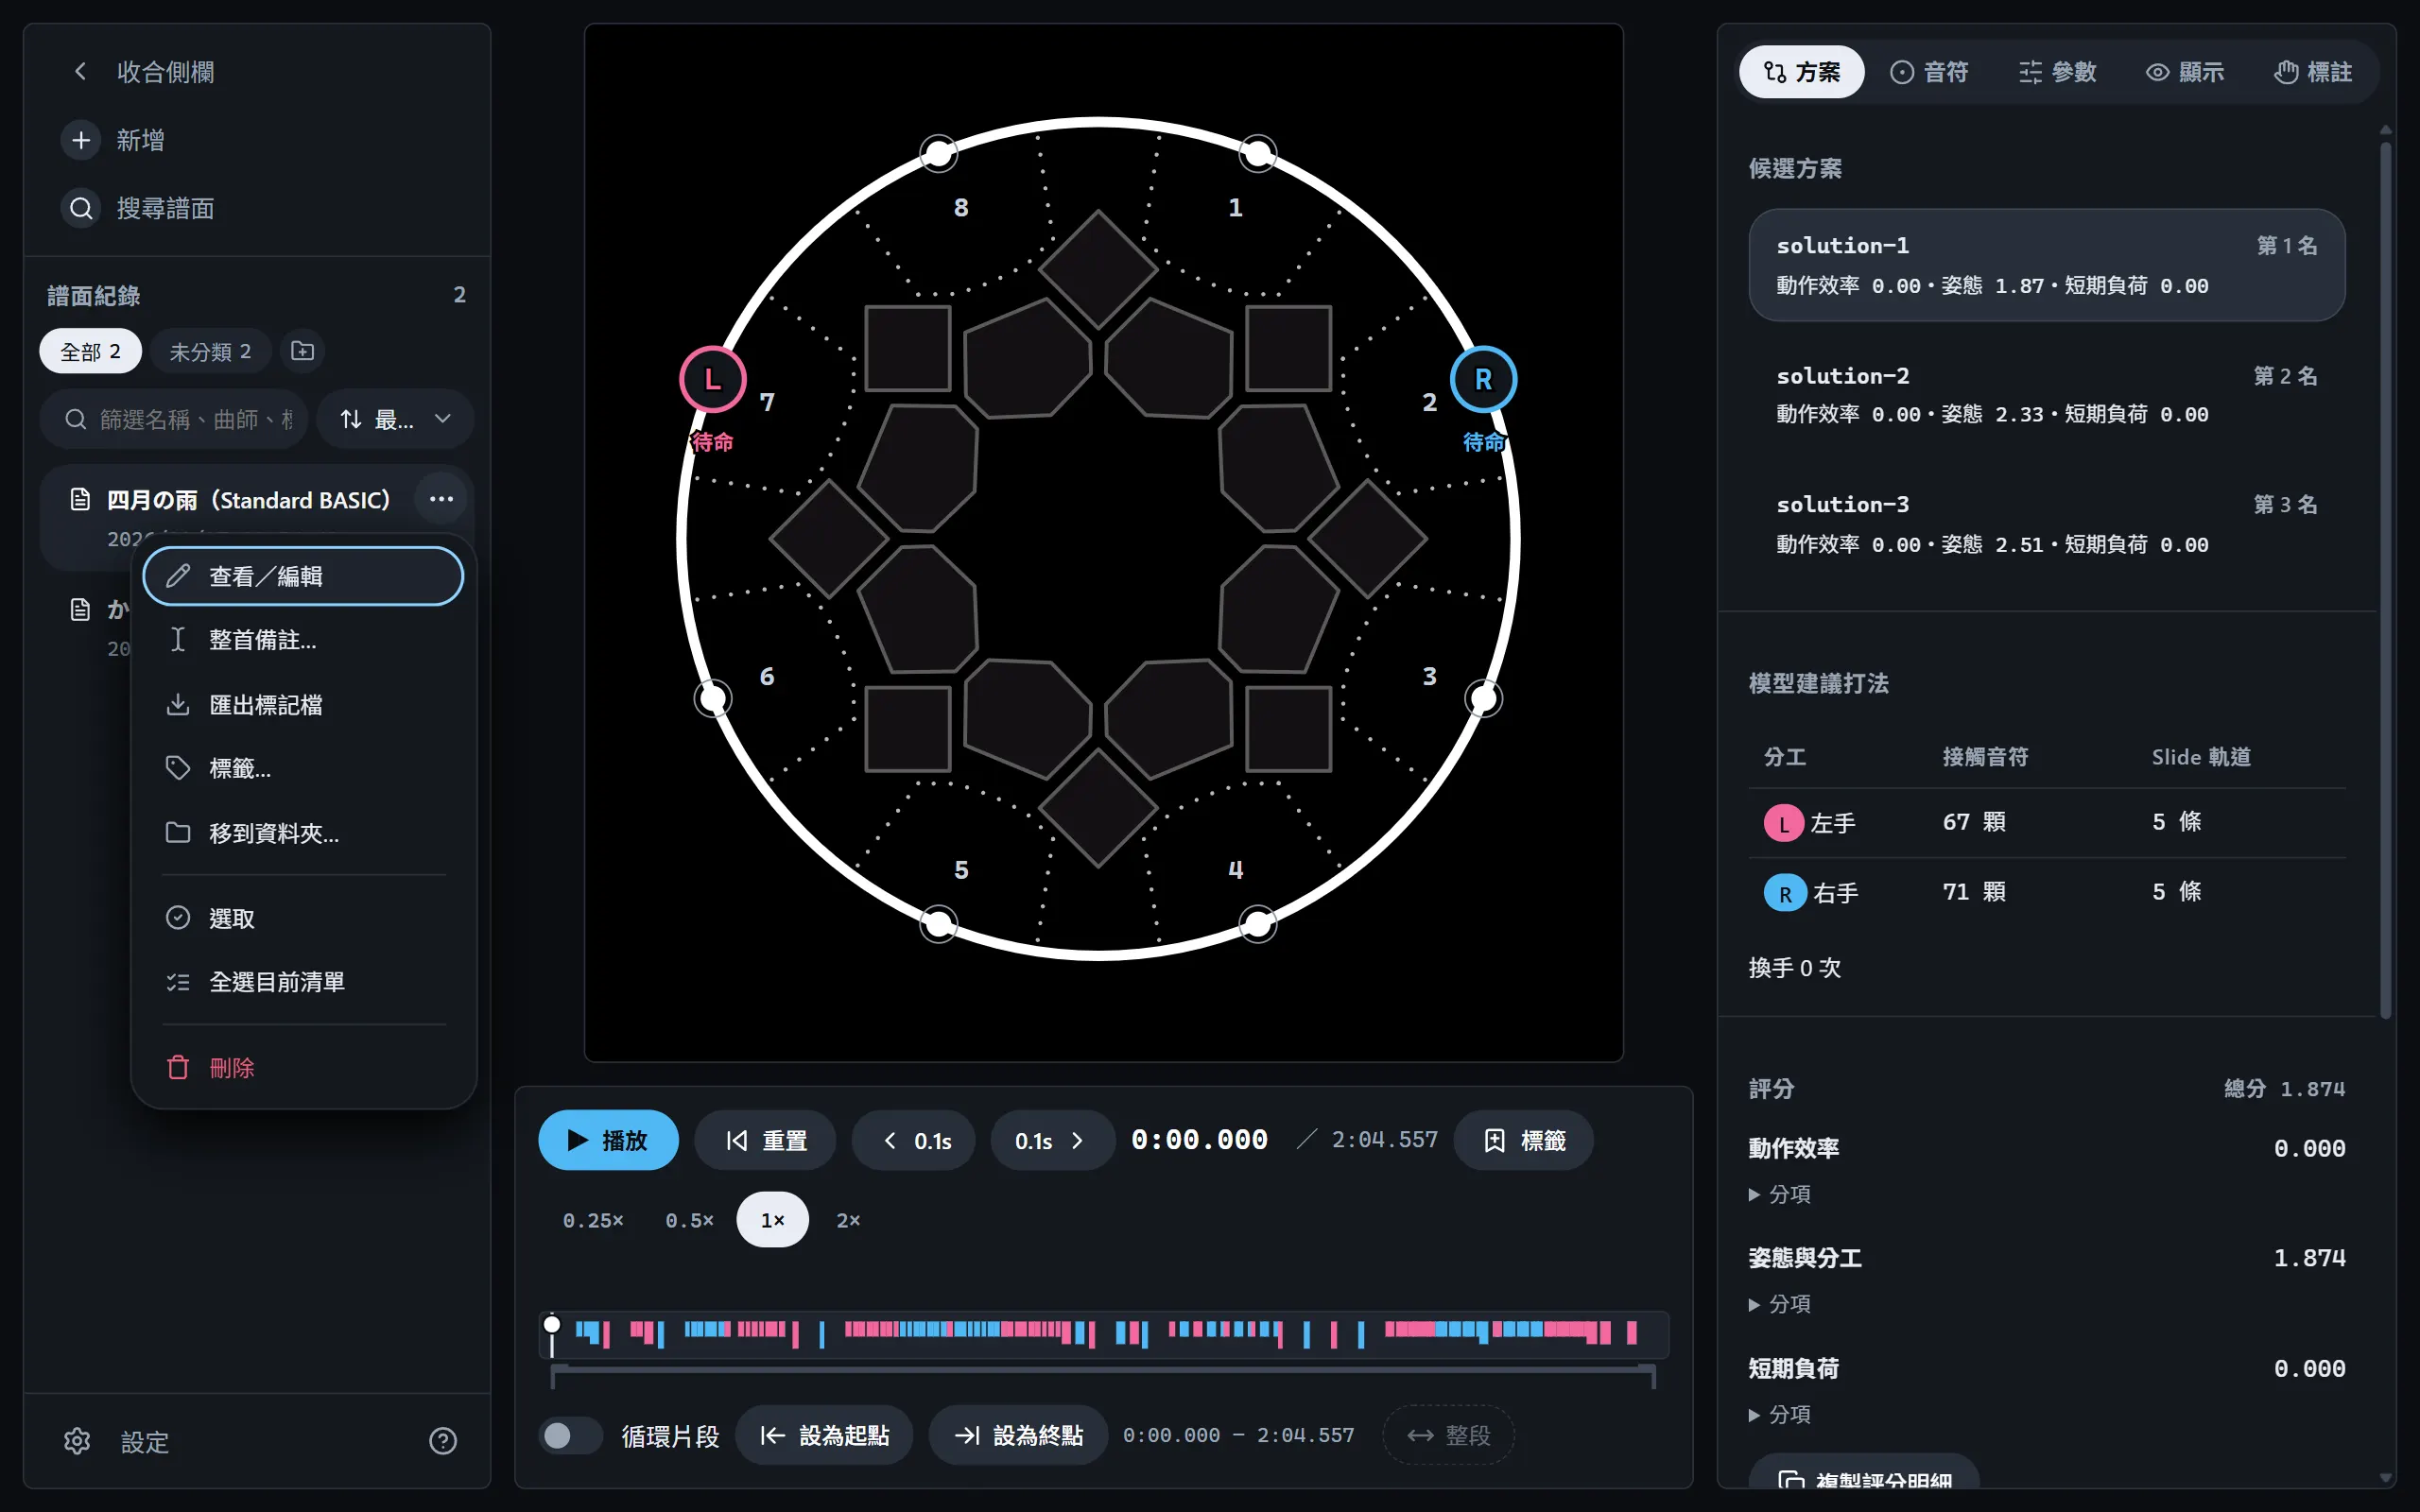 收合側欄
新增
搜尋譜面
譜面紀錄 2
全部 2 未分類 2
篩選名稱、曲師、 最...
四月の雨（Standard BASIC）
查看／編輯
か
20
整首備註...
匯出標記檔
標籤...
移到資料夾...
選取
全選目前清單
刪除
設定
8 1
L 7 2 R
待命 待命
6 3
5 4
播放 重置 0.1s 0.1s 0:00.000 ／ 2:04.557 標籤
0.25× 0.5× 1× 2×
循環片段 設為起點 設為終點 0:00.000 – 2:04.557 整段
方案 音符 參數 顯示 標註
候選方案
solution-1 第 1 名
動作效率 0.00・姿態 1.87・短期負荷 0.00
solution-2 第 2 名
動作效率 0.00・姿態 2.33・短期負荷 0.00
solution-3 第 3 名
動作效率 0.00・姿態 2.51・短期負荷 0.00
模型建議打法
分工 接觸音符 Slide 軌道
L 左手 67 顆 5 條
R 右手 71 顆 5 條
換手 0 次
評分 總分 1.874
動作效率 0.000
分項
姿態與分工 1.874
分項
短期負荷 0.000
分項
複製評分明細